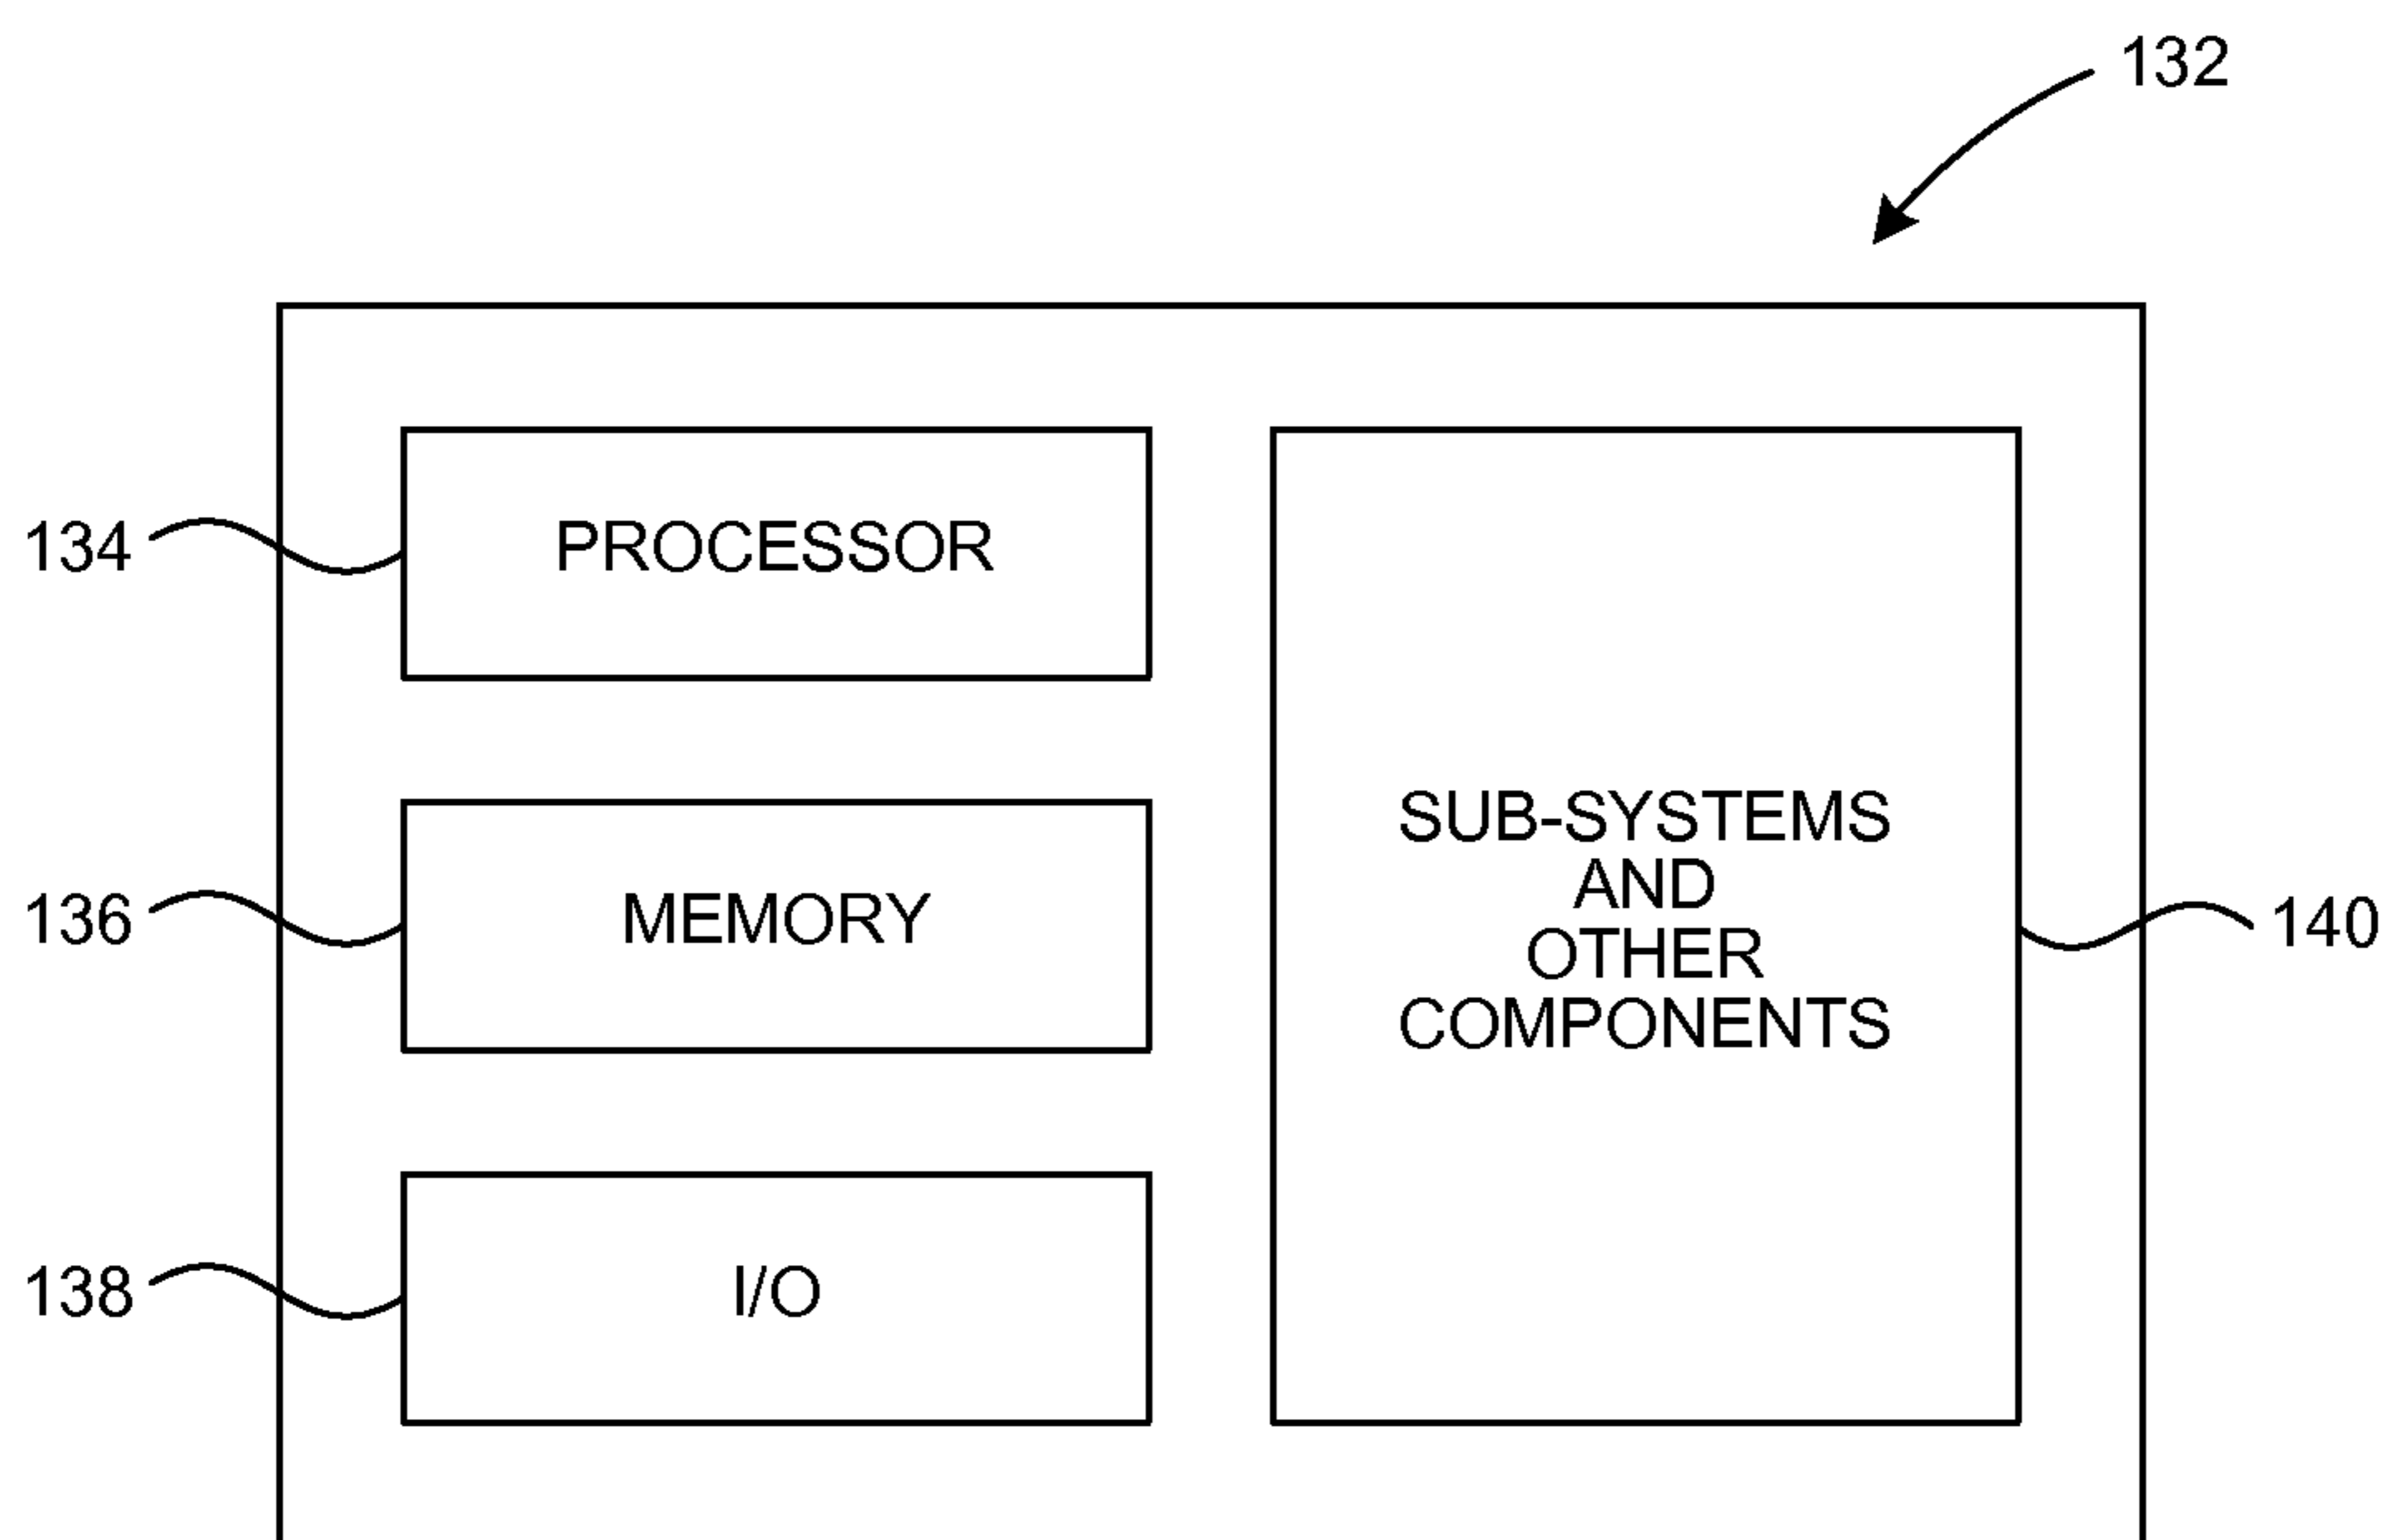 132
134
PROCESSOR
136
MEMORY
138
I/O
SUB-SYSTEMS
AND
OTHER
COMPONENTS
140